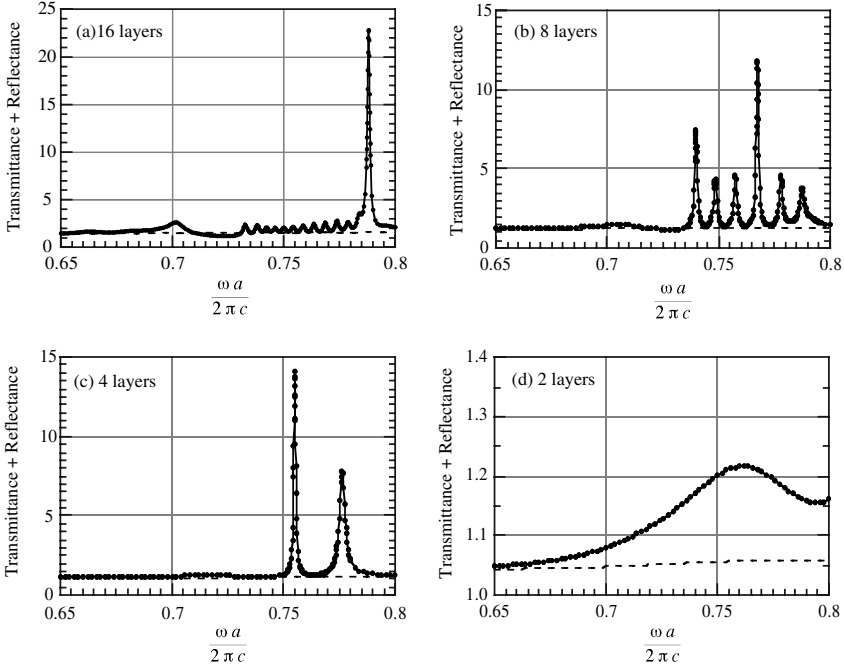 Transmittance + Reflectance
(a)16 layers
25
20
15
10
5
0
0.65
0.7
0.75
0.8
ω a
2 π c
Transmittance + Reflectance
(b) 8 layers
15
10
5
0
0.65
0.7
0.75
0.8
ω a
2 π c
Transmittance + Reflectance
(c) 4 layers
15
10
5
0
0.65
0.7
0.75
0.8
ω a
2 π c
Transmittance + Reflectance
(d) 2 layers
1.4
1.3
1.2
1.1
1.0
0.65
0.7
0.75
0.8
ω a
2 π c